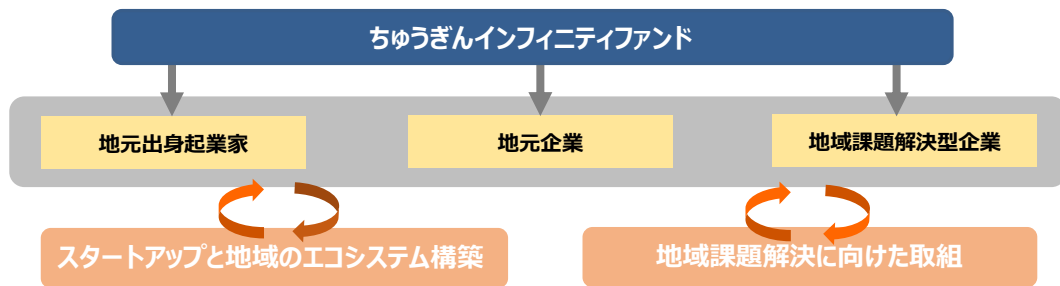 ちゅうぎんインフィニティファンド
地元出身起業家
地元企業
地域課題解決型企業
スタートアップと地域のエコシステム構築
地域課題解決に向けた取組